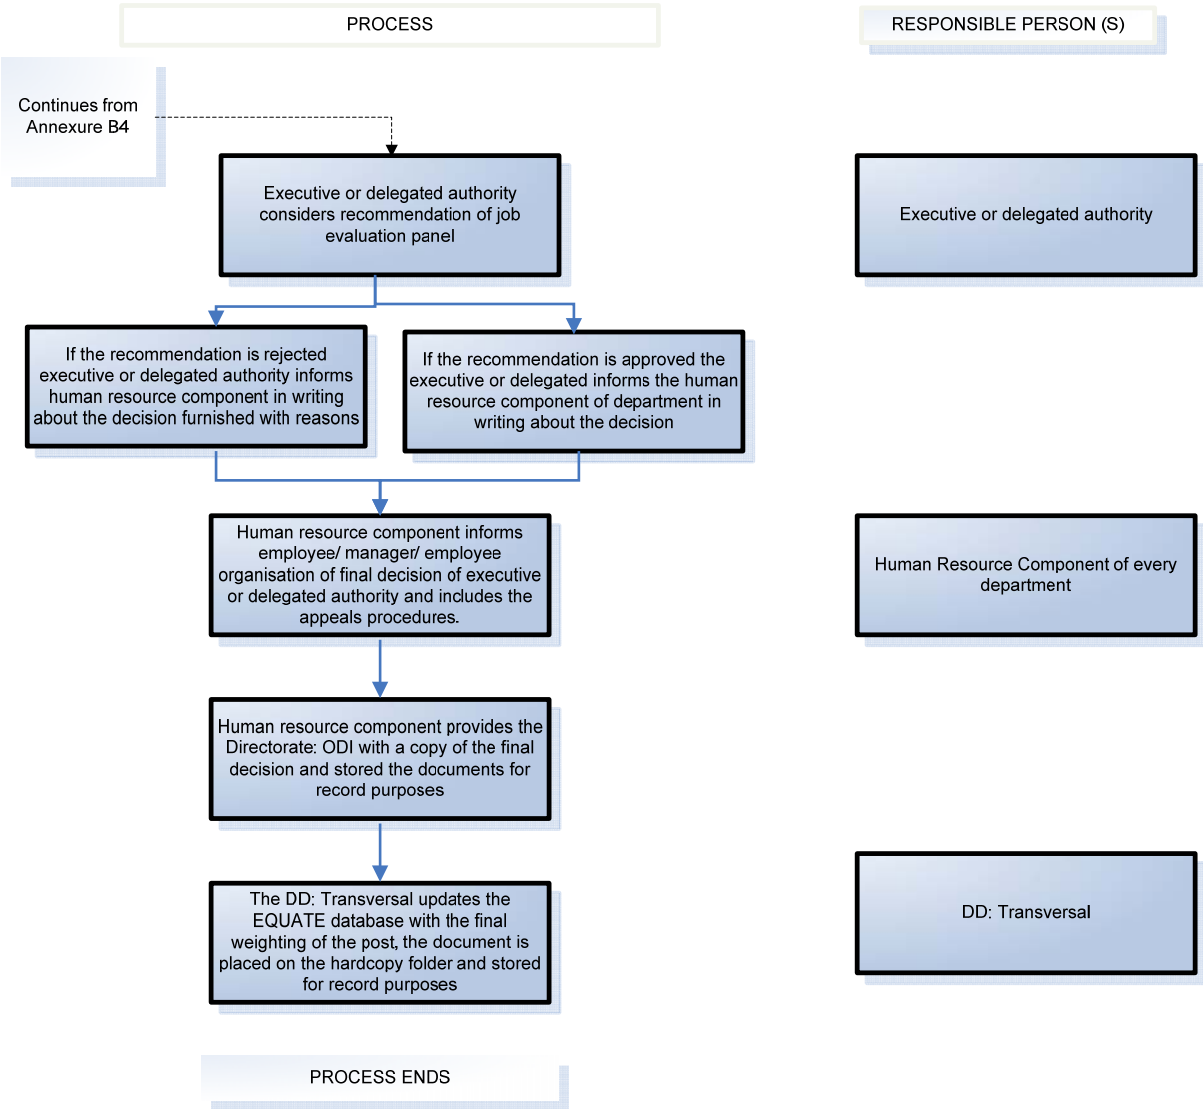 PROCESS
RESPONSIBLE PERSON (S)
Continues from
Annexure B4
Executive or delegated authority
considers recommendation of job
evaluation panel
Executive or delegated authority
If the recommendation is rejected
executive or delegated authority informs
human resource component in writing
about the decision furnished with reasons
If the recommendation is approved the
executive or delegated informs the human
resource component of department in
writing about the decision
Human resource component informs
employee/ manager/ employee
organisation of final decision of executive
or delegated authority and includes the
appeals procedures.
Human Resource Component of every
department
Human resource component provides the
Directorate: ODI with a copy of the final
decision and stored the documents for
record purposes
The DD: Transversal updates the
EQUATE database with the final
weighting of the post, the document is
placed on the hardcopy folder and stored
for record purposes
DD: Transversal
PROCESS ENDS